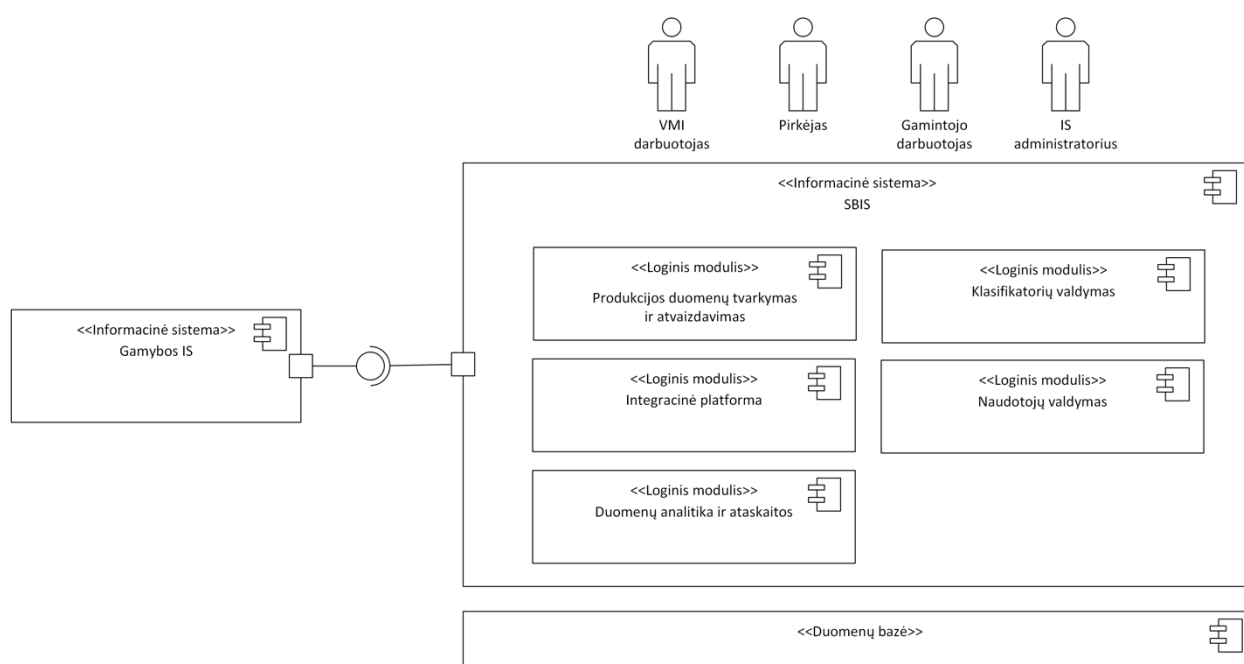 VMI
darbuotojas
Pirkėjas
Gamintojo
darbuotojas
IS
administratorius
<<Informacinė sistema>>
SBIS
<<Loginis modulis>>
Produkcijos duomenų tvarkymas
ir atvaizdavimas
<<Loginis modulis>>
Klasifikatorių valdymas
<<Informacinė sistema>>
Gamybos IS
<<Loginis modulis>>
Integracinė platforma
<<Loginis modulis>>
Naudotojų valdymas
<<Loginis modulis>>
Duomenų analitika ir ataskaitos
<<Duomenų bazė>>